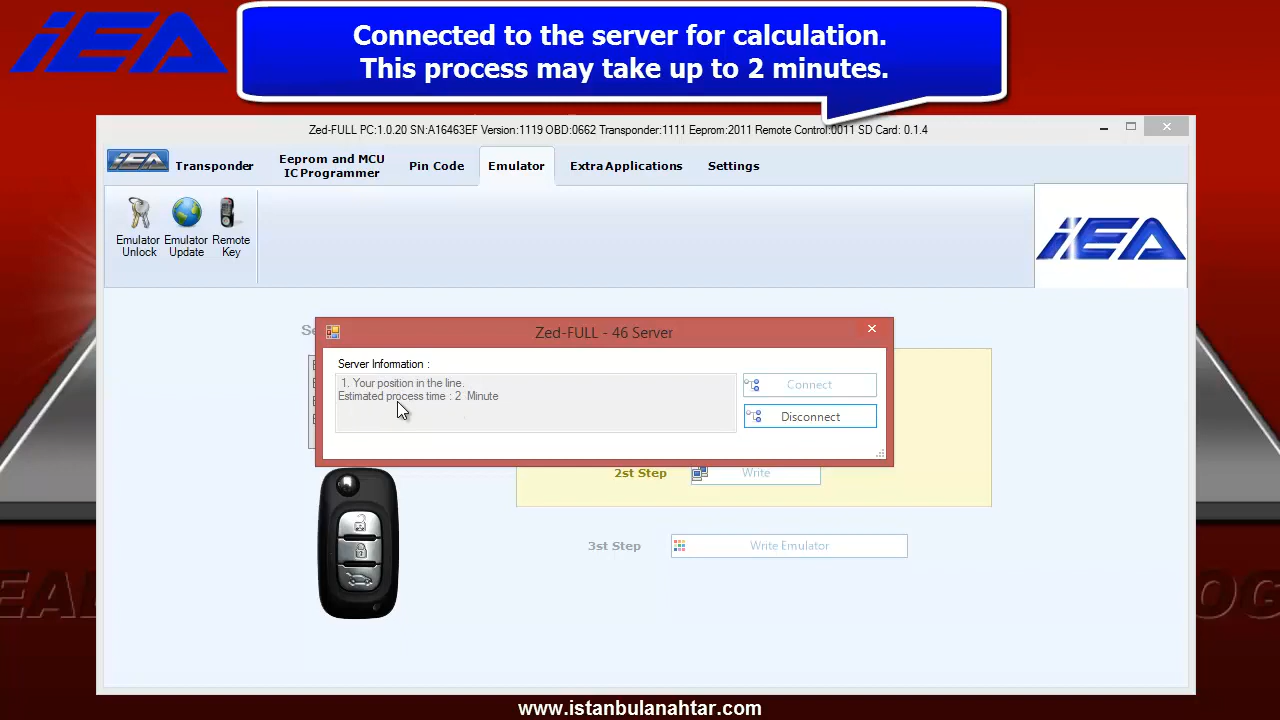 iEA
Connected to the server for calculation.
This process may take up to 2 minutes.
Zed-FULL PC:1.0.20 SN:A16463EF Version:1119 OBD:0662 Transponder:1111 Eeprom:2011 Remote Control:0011 SD Card: 0.1.4
iEA
Transponder
Eeprom and MCU
IC Programmer
Pin Code
Emulator
Extra Applications
Settings
Emulator
Unlock
Emulator
Update
Remote
Key
iEA
Zed-FULL - 46 Server
Server Information :
1. Your position in the line.
Estimated process time : 2 Minute
Connect
Disconnect
2st Step
Write
3st Step
Write Emulator
www.istanbulanahtar.com